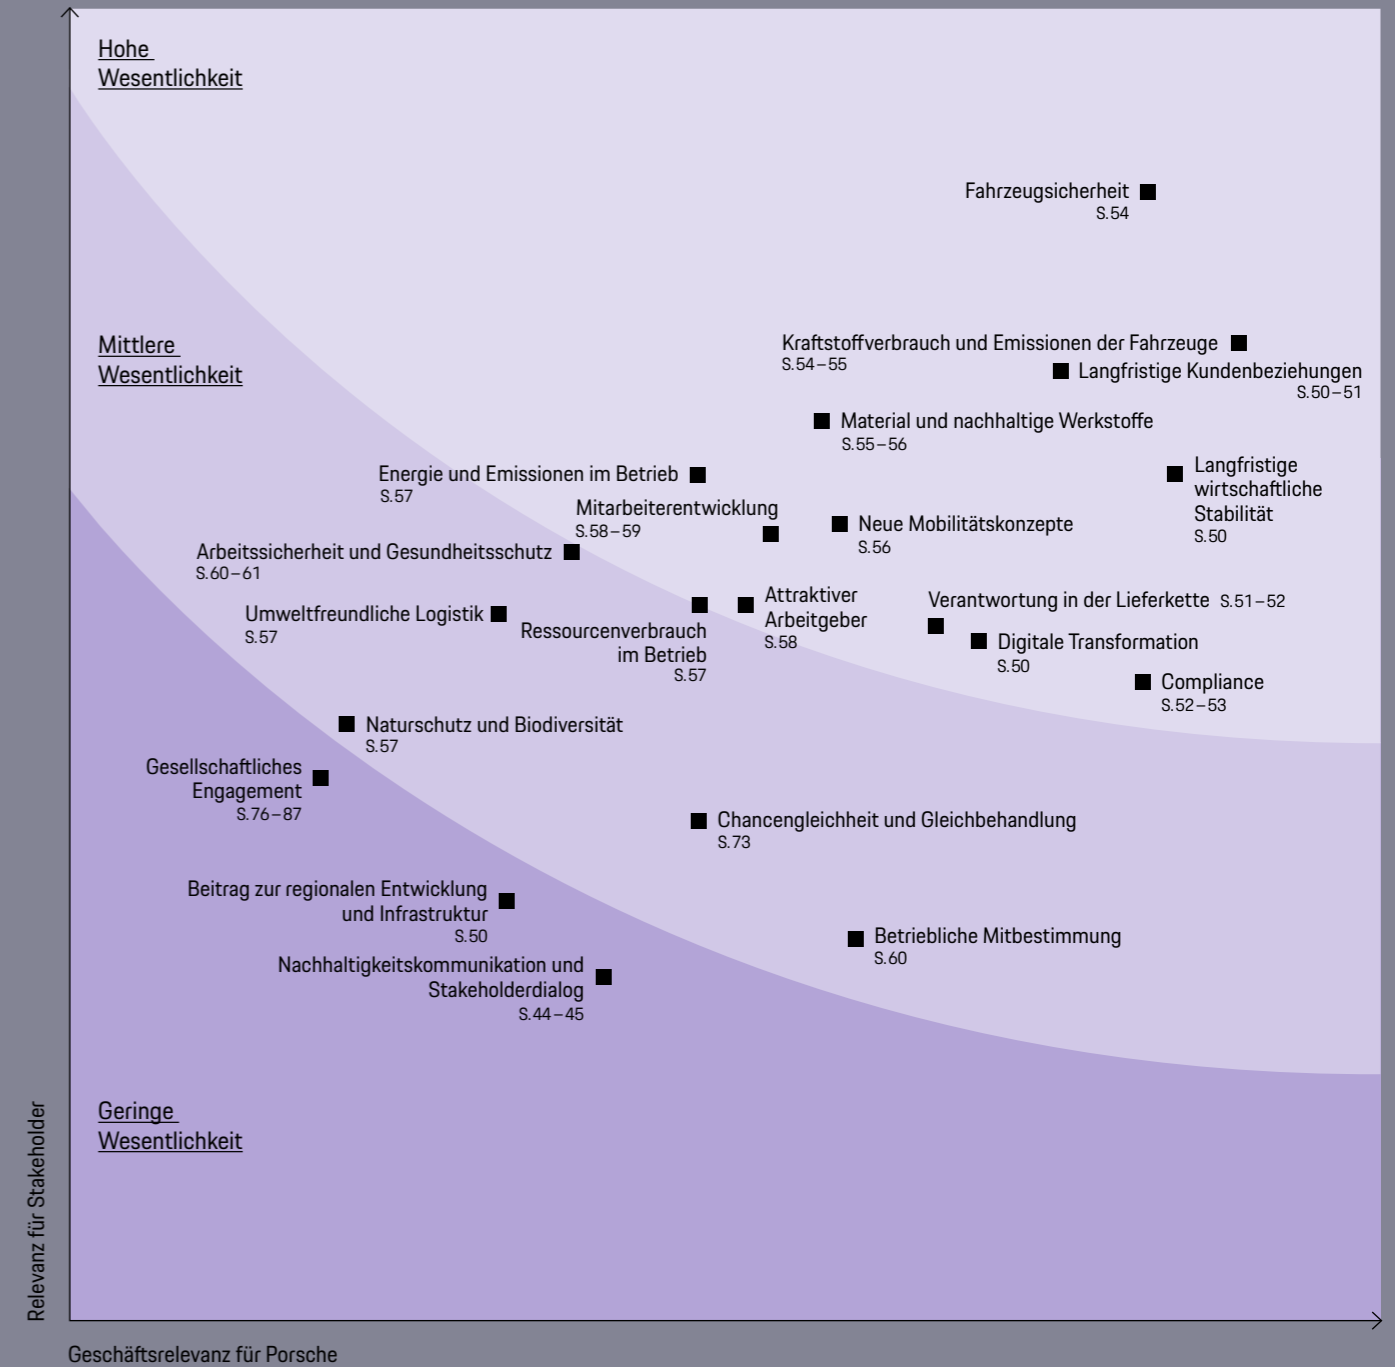 Hohe
Wesentlichkeit
Fahrzeugsicherheit
S.54
Mittlere
Wesentlichkeit
Kraftstoffverbrauch und Emissionen der Fahrzeuge
S.54–55
Langfristige Kundenbeziehungen
S.50–51
Material und nachhaltige Werkstoffe
S.55–56
Energie und Emissionen im Betrieb
S.57
Langfristige
wirtschaftliche
Stabilität
S.50
Mitarbeiterentwicklung
S.58–59
Neue Mobilitätskonzepte
S.56
Arbeitssicherheit und Gesundheitsschutz
S.60–61
Umweltfreundliche Logistik
S.57
Ressourcenverbrauch
im Betrieb
S.57
Attraktiver
Arbeitgeber
S.58
Verantwortung in der Lieferkette S.51–52
Digitale Transformation
S.50
Compliance
S.52–53
Naturschutz und Biodiversität
S.57
Gesellschaftliches
Engagement
S.76–87
Chancengleichheit und Gleichbehandlung
S.73
Beitrag zur regionalen Entwicklung
und Infrastruktur
S.50
Betriebliche Mitbestimmung
S.60
Nachhaltigkeitskommunikation und
Stakeholderdialog
S.44–45
Geringe
Wesentlichkeit
Relevanz für Stakeholder
Geschäftsrelevanz für Porsche